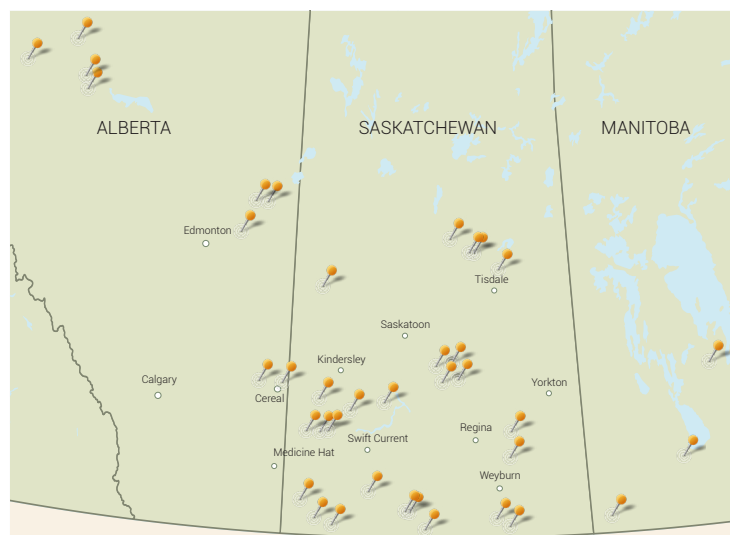 ALBERTA
SASKATCHEWAN
MANITOBA
Edmonton
Tisdale
Saskatoon
Kindersley
Calgary
Yorkton
Cereal
Regina
Swift Current
Medicine Hat
Weyburn